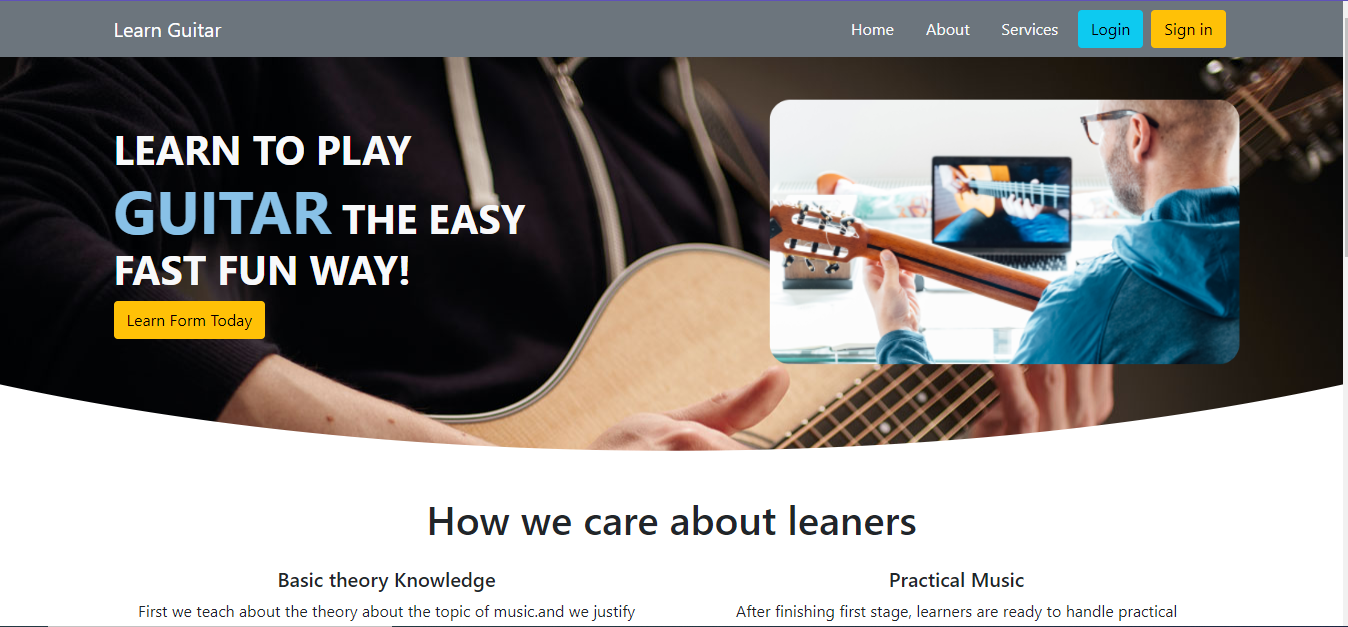 Learn Guitar Home About Services Login Sign in
LEARN TO PLAY
GUITAR THE EASY
FAST FUN WAY!
Learn Form Today
How we care about leaners
Basic theory Knowledge
First we teach about the theory about the topic of music.and we justify
Practical Music
After finishing first stage, learners are ready to handle practical